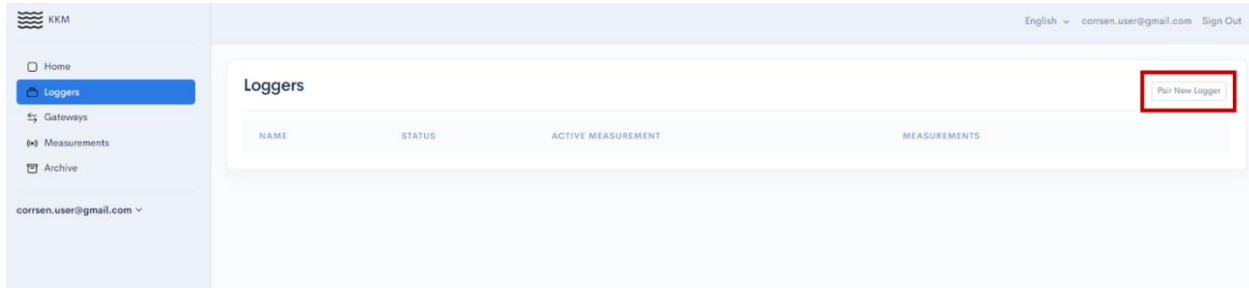 KKM
English corrsen.user@gmail.com Sign Out
Home
Loggers
Gateways
Measurements
Archive
corrsen.user@gmail.com
Loggers
Pair New Logger
NAME STATUS ACTIVE MEASUREMENT MEASUREMENTS